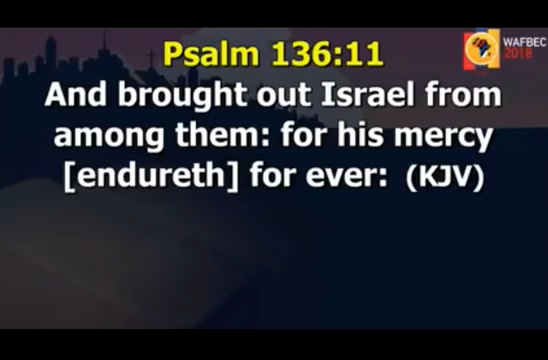 WAFBEC
2018
Psalm 136:11
And brought out Israel from
among them: for his mercy
[endureth] for ever:  (KJV)